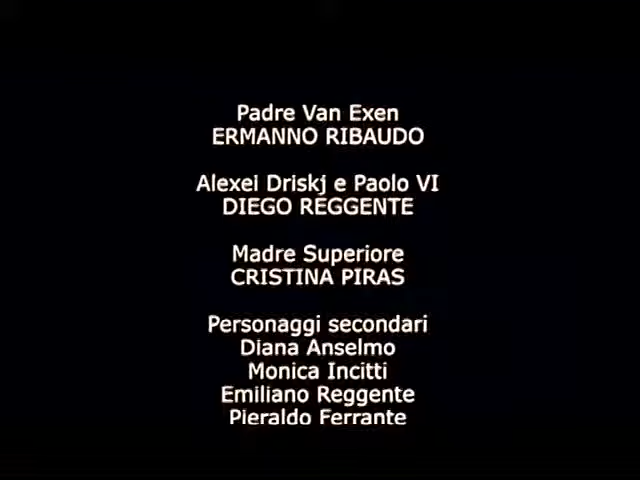 Padre Van Exen
ERMANNO RIBAUDO
Alexei Driskj e Paolo VI
DIEGO REGGENTE
Madre Superiore
CRISTINA PIRAS
Personaggi secondari
Diana Anselmo
Monica Incitti
Emiliano Reggente
Pieraldo Ferrante